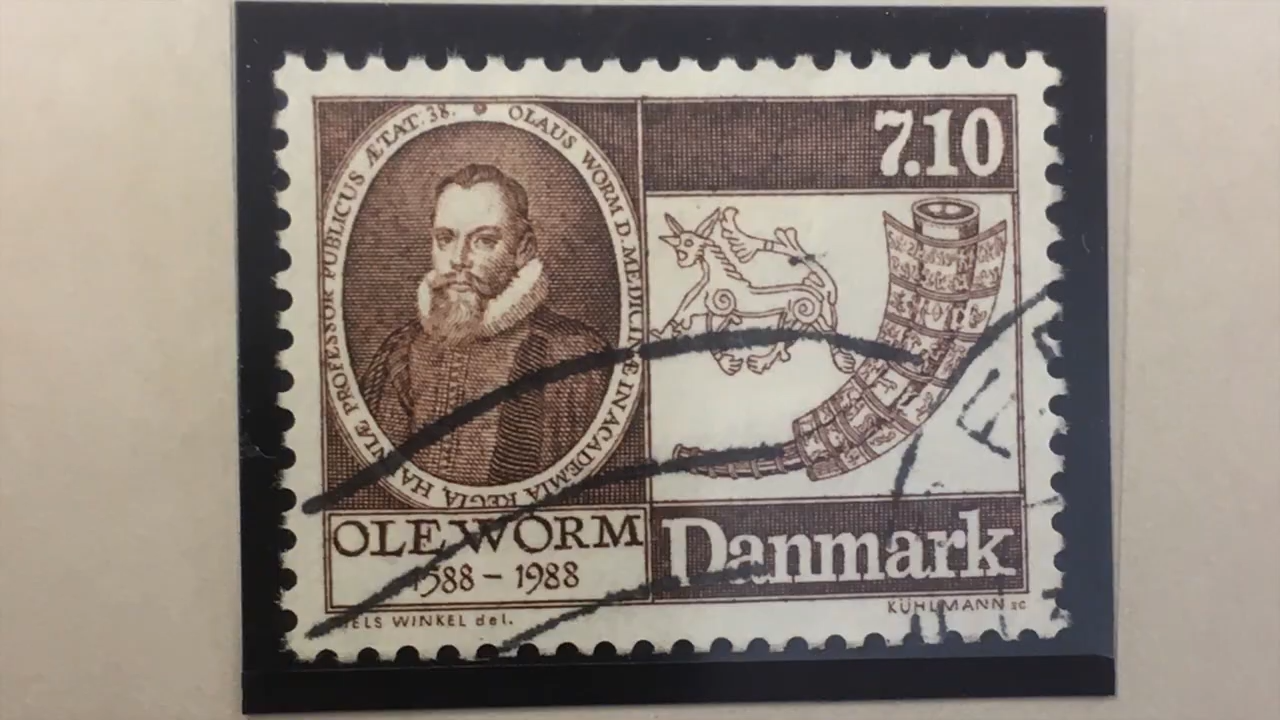 OLAUS WORM D. MEDICINÆ IN ACADEMIA REGIA HAFNIÆ PROFESSOR PUBLICUS ÆTAT. 38.
7.10
OLE WORM
1588 – 1988
Danmark
WINKEL del.
KÜHLMANN sc